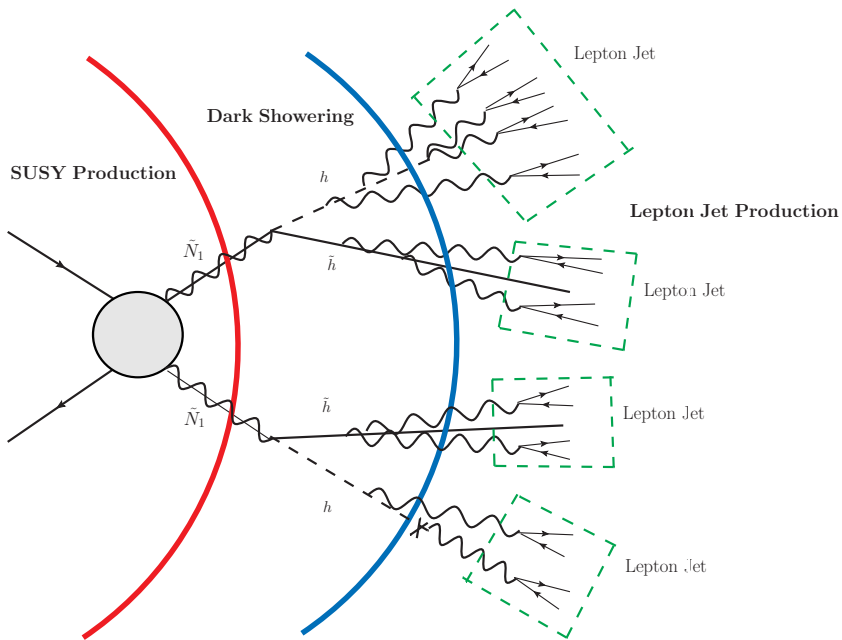 Lepton Jet
Dark Showering
SUSY Production
h
Lepton Jet Production
Ñ₁
h̃
Lepton Jet
h̃
Ñ₁
Lepton Jet
h
Lepton Jet